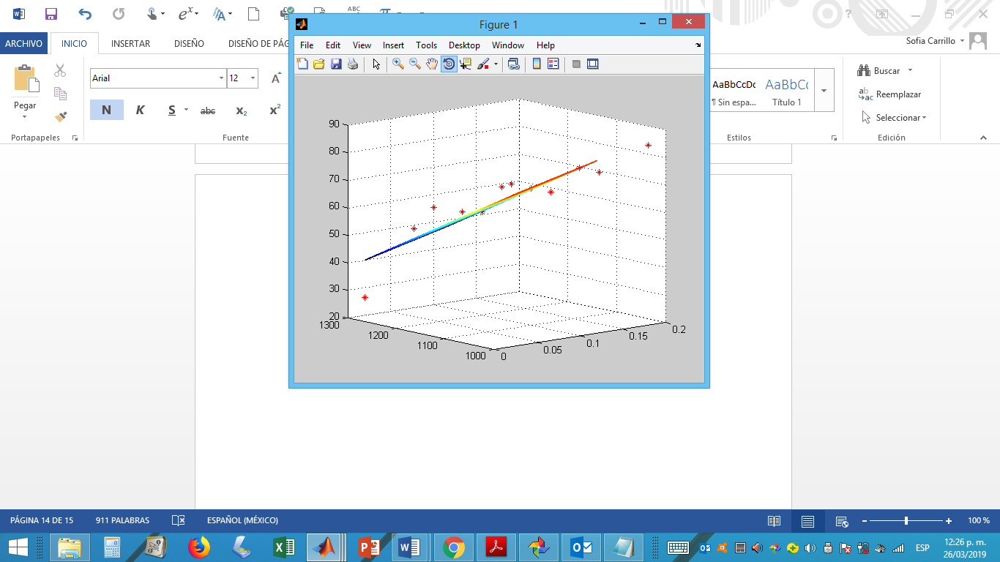 Figure 1
ARCHIVO INICIO INSERTAR DISEÑO DISEÑO DE PÁG
Sofia Carrillo
File Edit View Insert Tools Desktop Window Help
Pegar
Portapapeles
Arial 12
N K S abc x₂ x²
Fuente
AaBbCcDc AaBbCc
¶ Sin espa... Título 1
Estilos
Buscar
Reemplazar
Seleccionar
Edición
90
80
70
60
50
40
30
20
1300
1200
1100
1000
0
0.05
0.1
0.15
0.2
PÁGINA 14 DE 15 911 PALABRAS ESPAÑOL (MÉXICO) 100 %
ESP
12:26 p. m.
26/03/2019